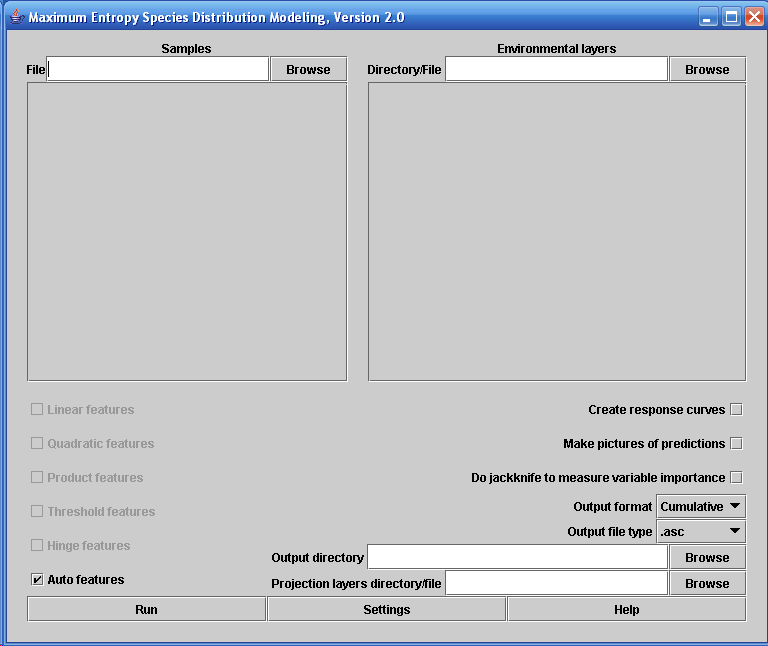 Maximum Entropy Species Distribution Modeling, Version 2.0
Samples
Environmental layers
File
Browse
Directory/File
Browse
Linear features
Create response curves
Quadratic features
Make pictures of predictions
Product features
Do jackknife to measure variable importance
Output format Cumulative
Threshold features
Output file type .asc
Hinge features
Output directory
Browse
Auto features
Projection layers directory/file
Browse
Run
Settings
Help